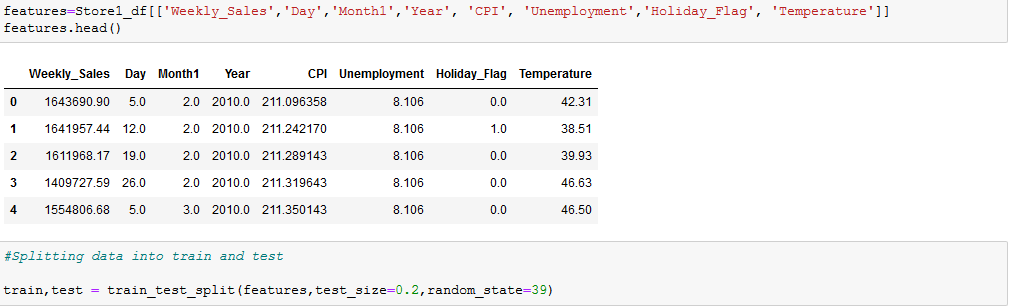 features=Store1_df[['Weekly_Sales','Day','Month1','Year', 'CPI', 'Unemployment','Holiday_Flag', 'Temperature']]
features.head()
Weekly_Sales Day Month1 Year CPI Unemployment Holiday_Flag Temperature
0 1643690.90 5.0 2.0 2010.0 211.096358 8.106 0.0 42.31
1 1641957.44 12.0 2.0 2010.0 211.242170 8.106 1.0 38.51
2 1611968.17 19.0 2.0 2010.0 211.289143 8.106 0.0 39.93
3 1409727.59 26.0 2.0 2010.0 211.319643 8.106 0.0 46.63
4 1554806.68 5.0 3.0 2010.0 211.350143 8.106 0.0 46.50
#Splitting data into train and test
train,test = train_test_split(features,test_size=0.2,random_state=39)